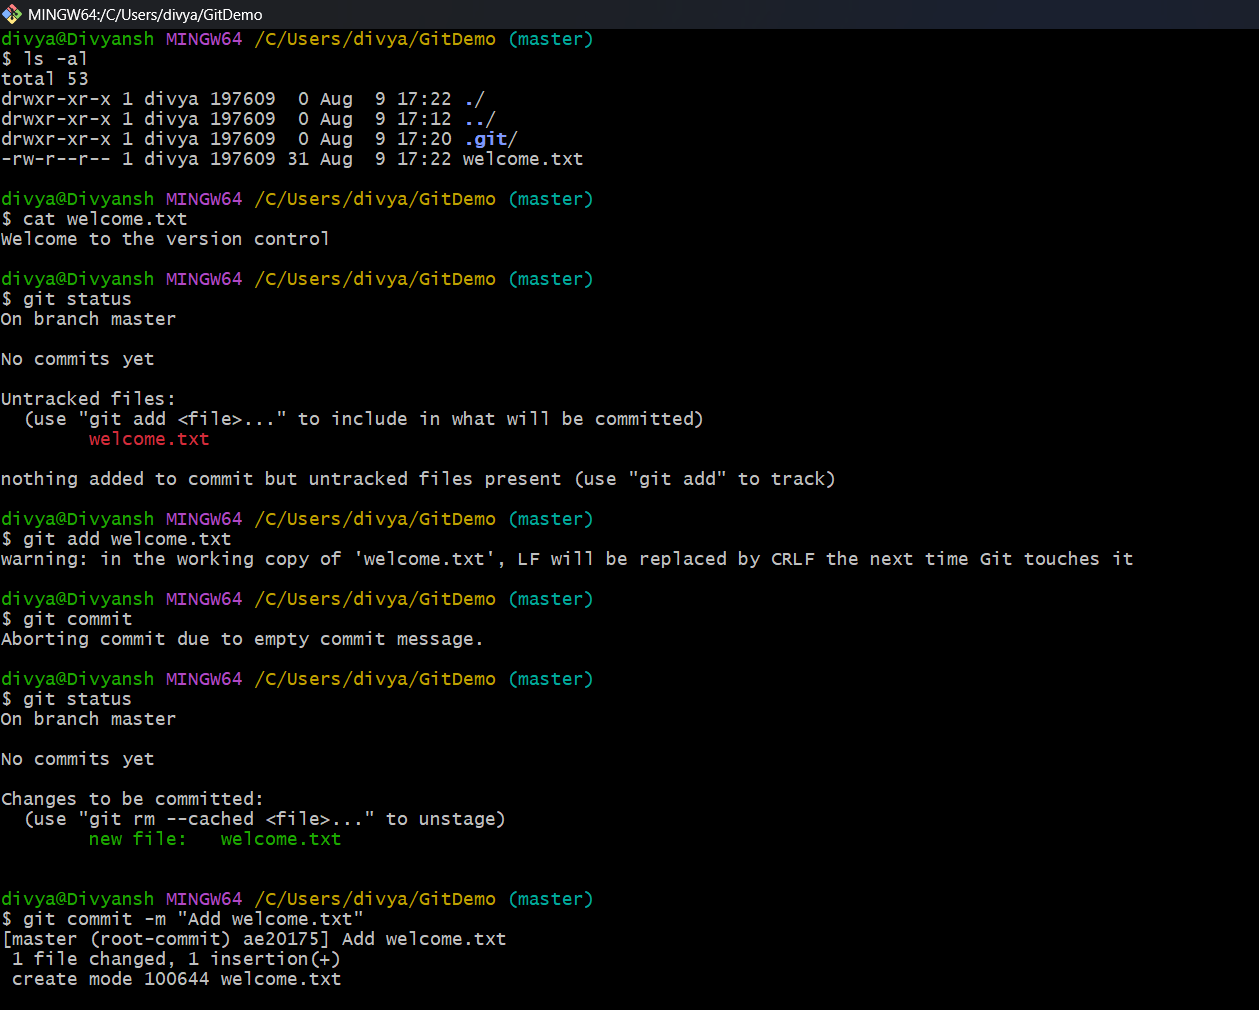 MINGW64:/C/Users/divya/GitDemo
divya@Divyansh MINGW64 /C/Users/divya/GitDemo (master)
$ ls -al
total 53
drwxr-xr-x 1 divya 197609  0 Aug  9 17:22 ./
drwxr-xr-x 1 divya 197609  0 Aug  9 17:12 ../
drwxr-xr-x 1 divya 197609  0 Aug  9 17:20 .git/
-rw-r--r-- 1 divya 197609 31 Aug  9 17:22 welcome.txt
divya@Divyansh MINGW64 /C/Users/divya/GitDemo (master)
$ cat welcome.txt
Welcome to the version control
divya@Divyansh MINGW64 /C/Users/divya/GitDemo (master)
$ git status
On branch master
No commits yet
Untracked files:
  (use "git add <file>..." to include in what will be committed)
        welcome.txt
nothing added to commit but untracked files present (use "git add" to track)
divya@Divyansh MINGW64 /C/Users/divya/GitDemo (master)
$ git add welcome.txt
warning: in the working copy of 'welcome.txt', LF will be replaced by CRLF the next time Git touches it
divya@Divyansh MINGW64 /C/Users/divya/GitDemo (master)
$ git commit
Aborting commit due to empty commit message.
divya@Divyansh MINGW64 /C/Users/divya/GitDemo (master)
$ git status
On branch master
No commits yet
Changes to be committed:
  (use "git rm --cached <file>..." to unstage)
        new file:   welcome.txt
divya@Divyansh MINGW64 /C/Users/divya/GitDemo (master)
$ git commit -m "Add welcome.txt"
[master (root-commit) ae20175] Add welcome.txt
 1 file changed, 1 insertion(+)
 create mode 100644 welcome.txt